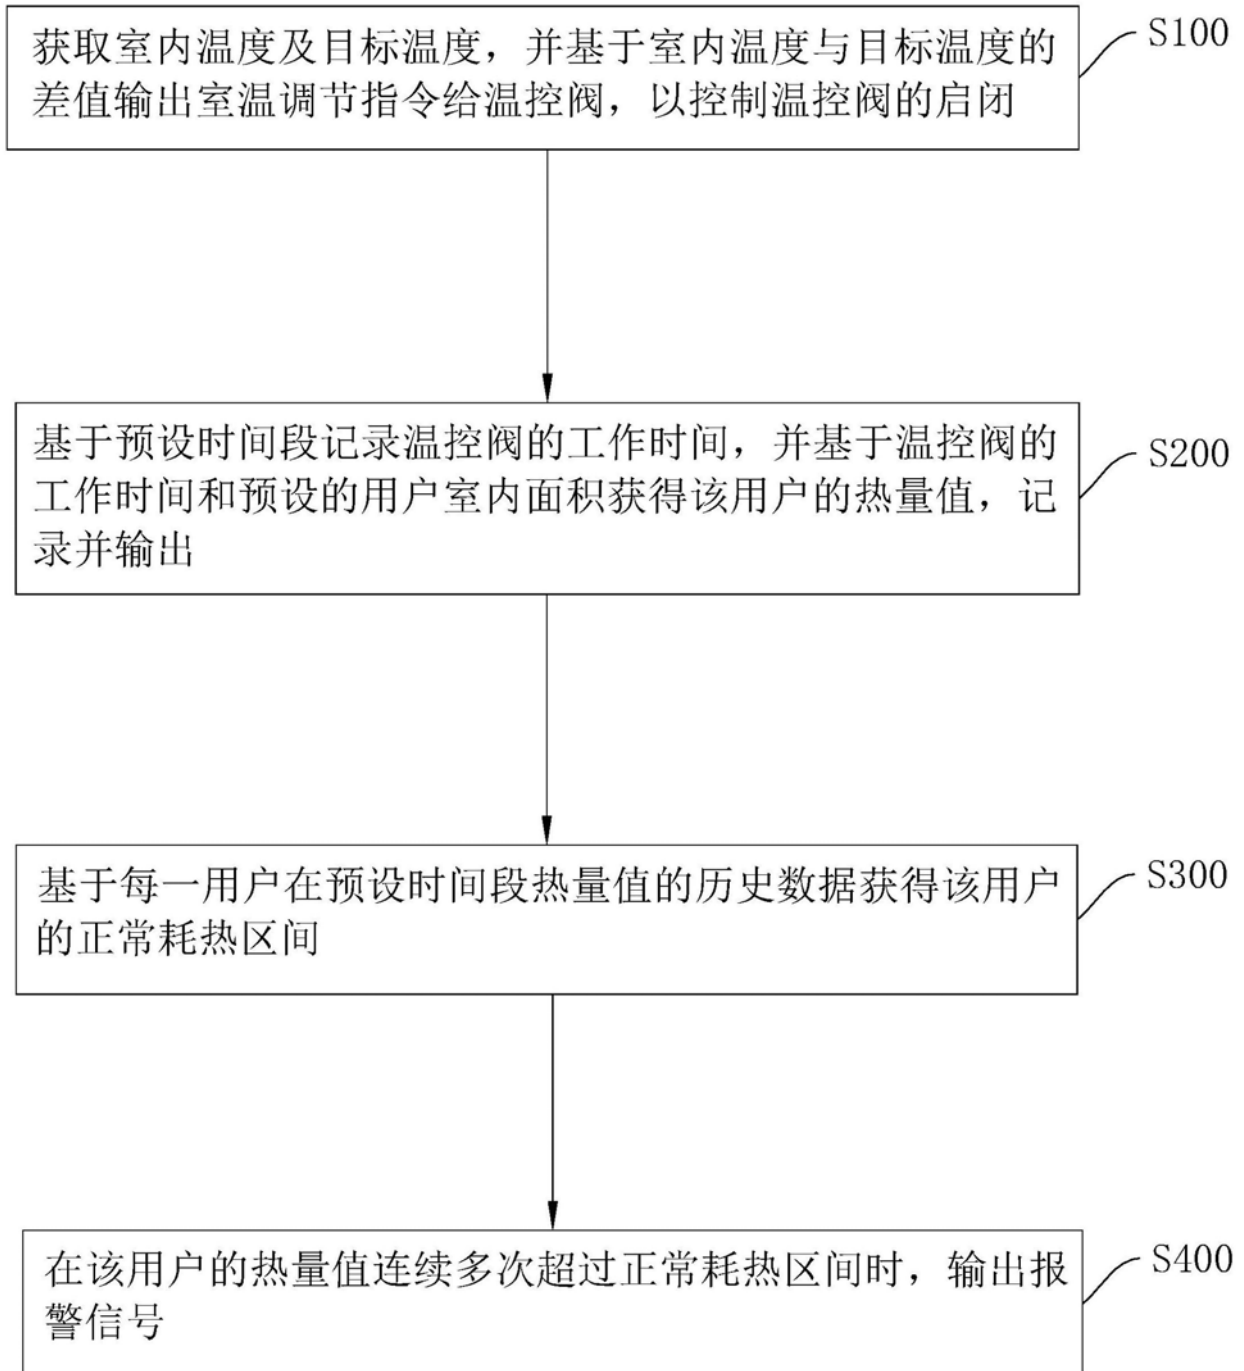 获取室内温度及目标温度，并基于室内温度与目标温度的
差值输出室温调节指令给温控阀，以控制温控阀的启闭
S100
基于预设时间段记录温控阀的工作时间，并基于温控阀的
工作时间和预设的用户室内面积获得该用户的热量值，记
录并输出
S200
基于每一用户在预设时间段热量值的历史数据获得该用户
的正常耗热区间
S300
在该用户的热量值连续多次超过正常耗热区间时，输出报
警信号
S400